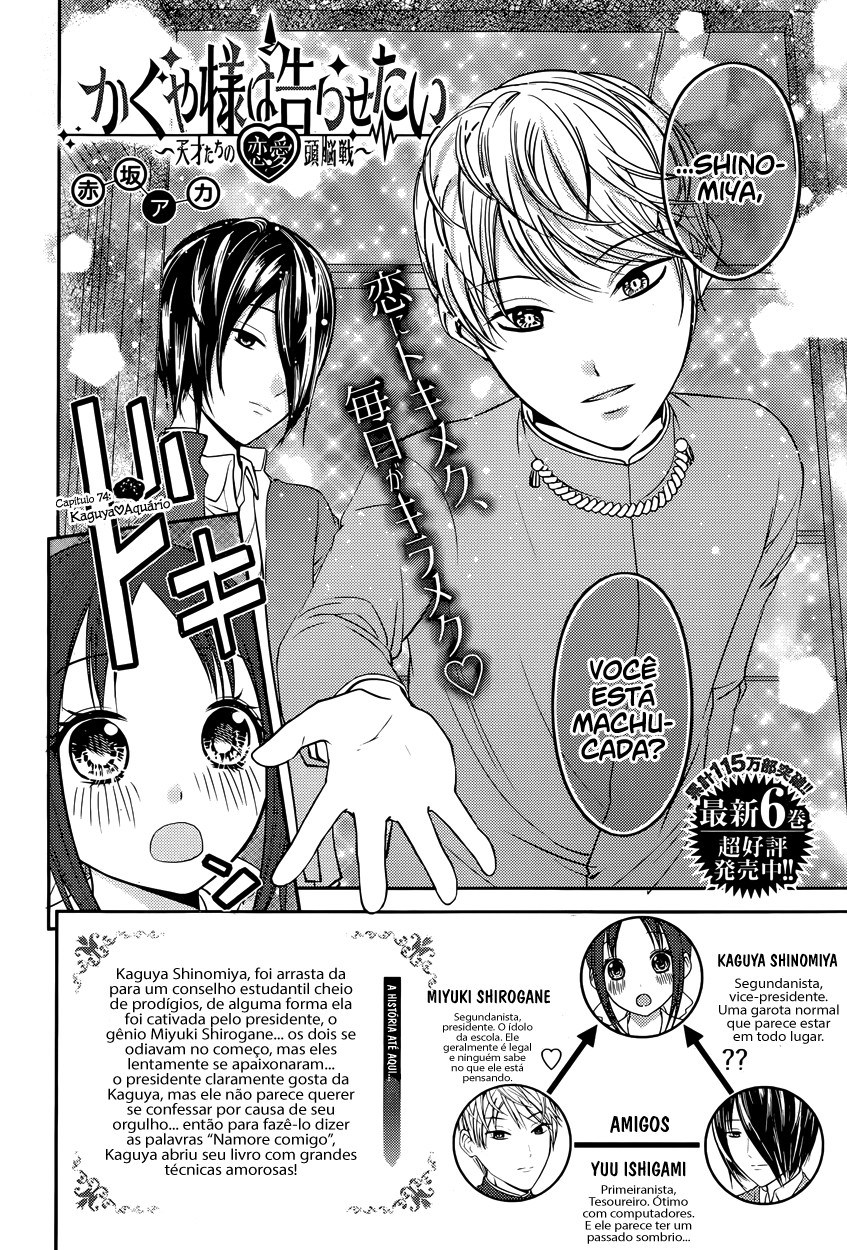 かぐや様は告らせたい
～天才たちの恋愛頭脳戦～
赤坂アカ
...SHINO-
MIYA,
恋にトキメク、
毎日がキラメク♡
Capítulo 74:
Kaguya♡Aquário
ドキ
VOCÊ
ESTÁ
MACHU-
CADA?
累計115万部突破!!
最新6巻
超好評
発売中!!
Kaguya Shinomiya, foi arrasta da
para um conselho estudantil cheio
de prodígios, de alguma forma ela
foi cativada pelo presidente, o
gênio Miyuki Shirogane... os dois se
odiavam no começo, mas eles
lentamente se apaixonaram...
o presidente claramente gosta da
Kaguya, mas ele não parece querer
se confessar por causa de seu
orgulho... então para fazê-lo dizer
as palavras “Namore comigo”,
Kaguya abriu seu livro com grandes
técnicas amorosas!
A HISTÓRIA ATÉ AQUI...
MIYUKI SHIROGANE
Segundanista,
presidente. O ídolo
da escola. Ele
geralmente é legal
e ninguém sabe
no que ele está
pensando.
♡
KAGUYA SHINOMIYA
Segundanista,
vice-presidente.
Uma garota normal
que parece estar
em todo lugar.
??
AMIGOS
YUU ISHIGAMI
Primeiranista,
Tesoureiro. Ótimo
com computadores.
E ele parece ter um
passado sombrio...